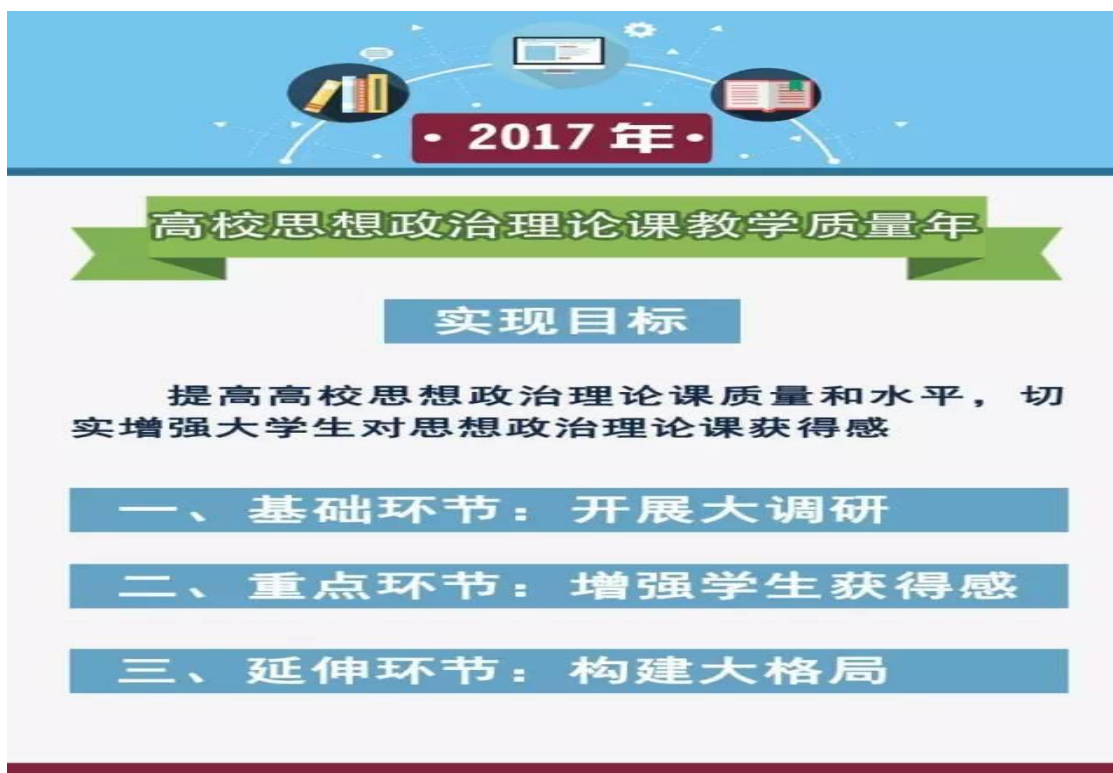 • 2017 年 •
高校思想政治理论课教学质量年
实现目标
提高高校思想政治理论课质量和水平，切
实增强大学生对思想政治理论课获得感
一、基础环节：开展大调研
二、重点环节：增强学生获得感
三、延伸环节：构建大格局